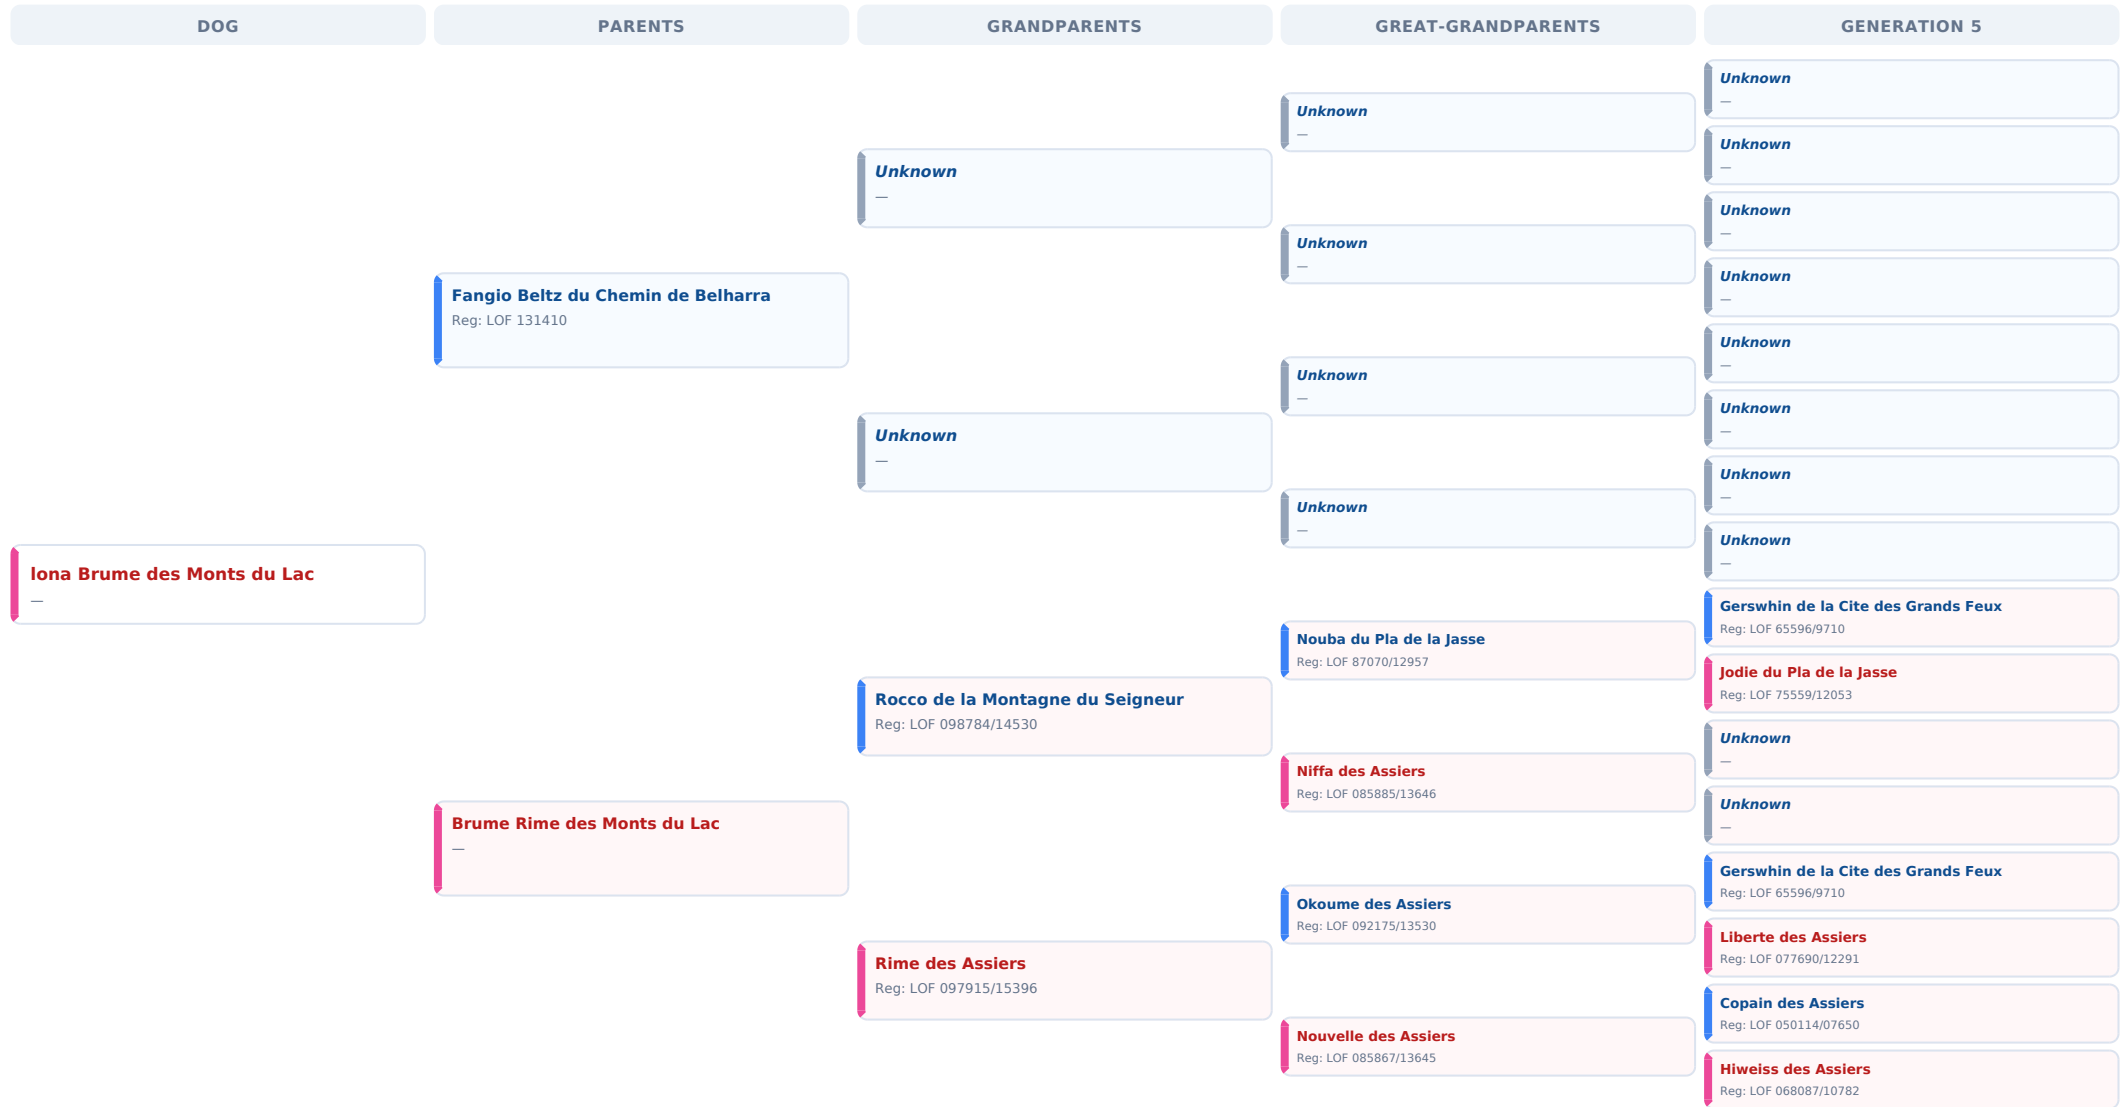 DOG
PARENTS
GRANDPARENTS
GREAT-GRANDPARENTS
GENERATION 5
Iona Brume des Monts du Lac
—
Fangio Beltz du Chemin de Belharra
Reg: LOF 131410
Brume Rime des Monts du Lac
—
Unknown
—
Unknown
—
Rocco de la Montagne du Seigneur
Reg: LOF 098784/14530
Rime des Assiers
Reg: LOF 097915/15396
Unknown
—
Unknown
—
Unknown
—
Unknown
—
Nouba du Pla de la Jasse
Reg: LOF 87070/12957
Niffa des Assiers
Reg: LOF 085885/13646
Okoume des Assiers
Reg: LOF 092175/13530
Nouvelle des Assiers
Reg: LOF 085867/13645
Unknown
—
Unknown
—
Unknown
—
Unknown
—
Unknown
—
Unknown
—
Unknown
—
Unknown
—
Gerswhin de la Cite des Grands Feux
Reg: LOF 65596/9710
Jodie du Pla de la Jasse
Reg: LOF 75559/12053
Unknown
—
Unknown
—
Gerswhin de la Cite des Grands Feux
Reg: LOF 65596/9710
Liberte des Assiers
Reg: LOF 077690/12291
Copain des Assiers
Reg: LOF 050114/07650
Hiweiss des Assiers
Reg: LOF 068087/10782